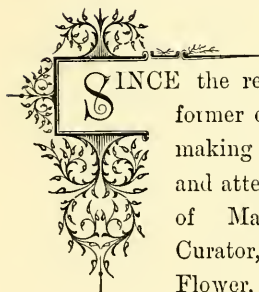 SINCE the re
former o
making
and atte
of Ma
Curator,
Flower,